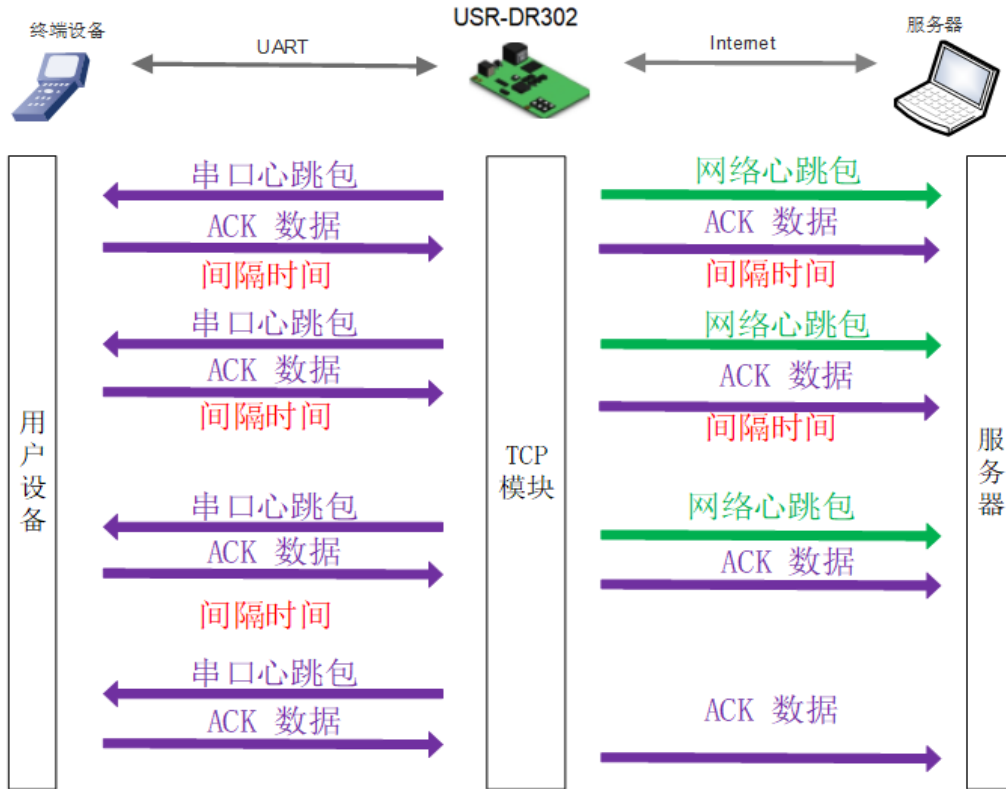 USR-DR302
终端设备
UART
Internet
服务器
串口心跳包
网络心跳包
ACK 数据
ACK 数据
间隔时间
间隔时间
串口心跳包
网络心跳包
ACK 数据
ACK 数据
间隔时间
间隔时间
用户设备
TCP
模块
服务器
串口心跳包
网络心跳包
ACK 数据
ACK 数据
间隔时间
串口心跳包
ACK 数据
ACK 数据